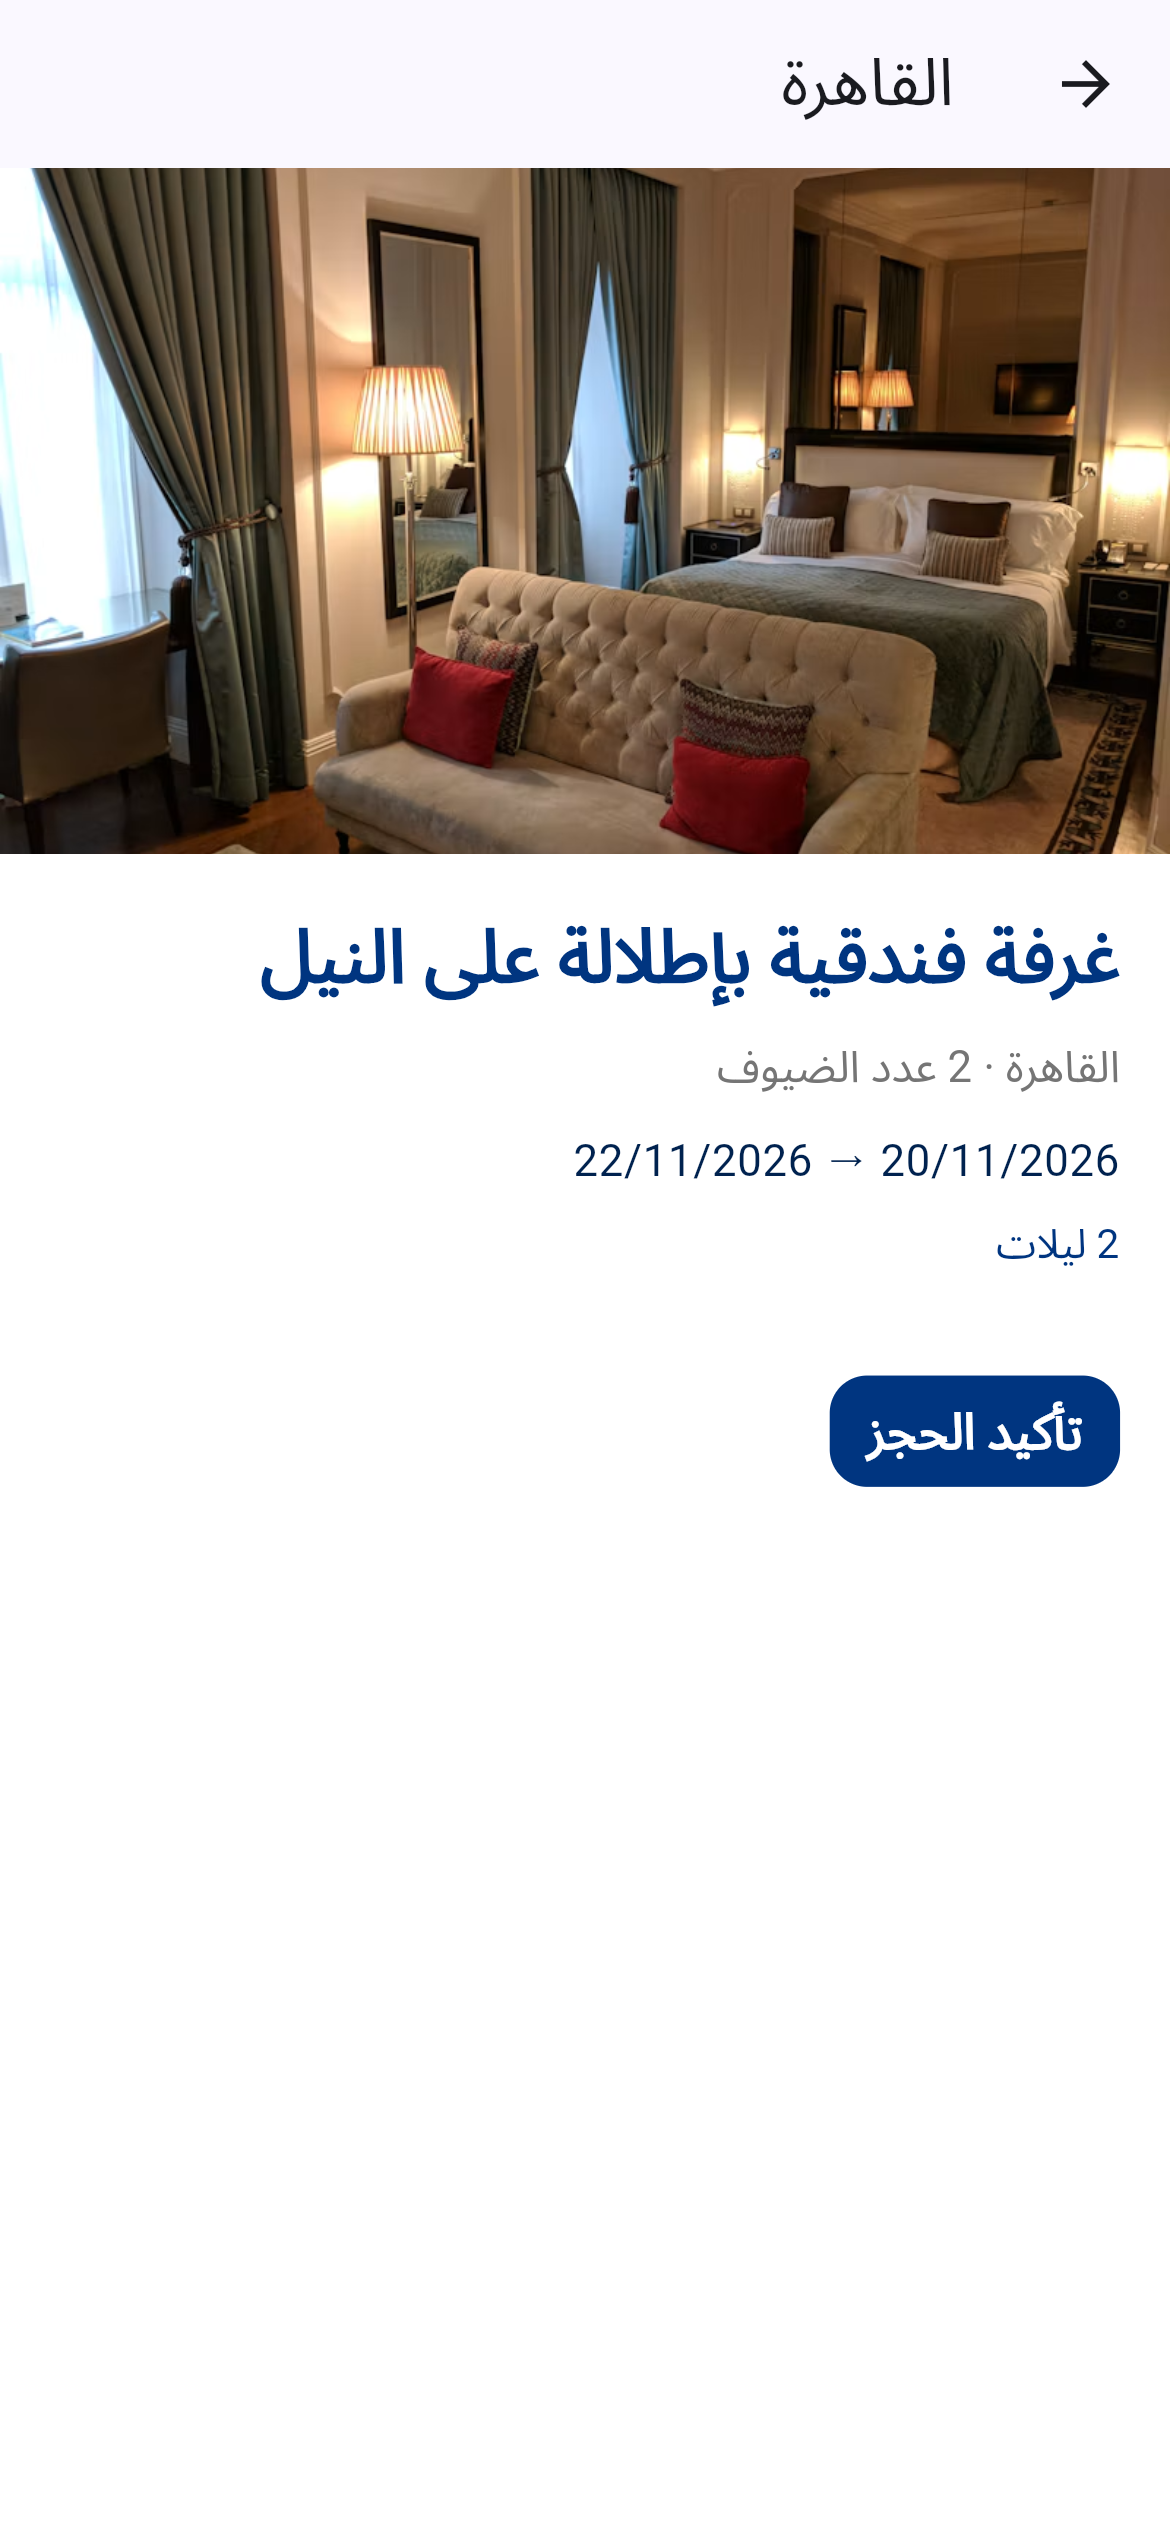 القاهرة
غرفة فندقية بإطلالة على النيل
القاهرة · 2 عدد الضيوف
20/11/2026 → 22/11/2026
2 ليلات
تأكيد الحجز